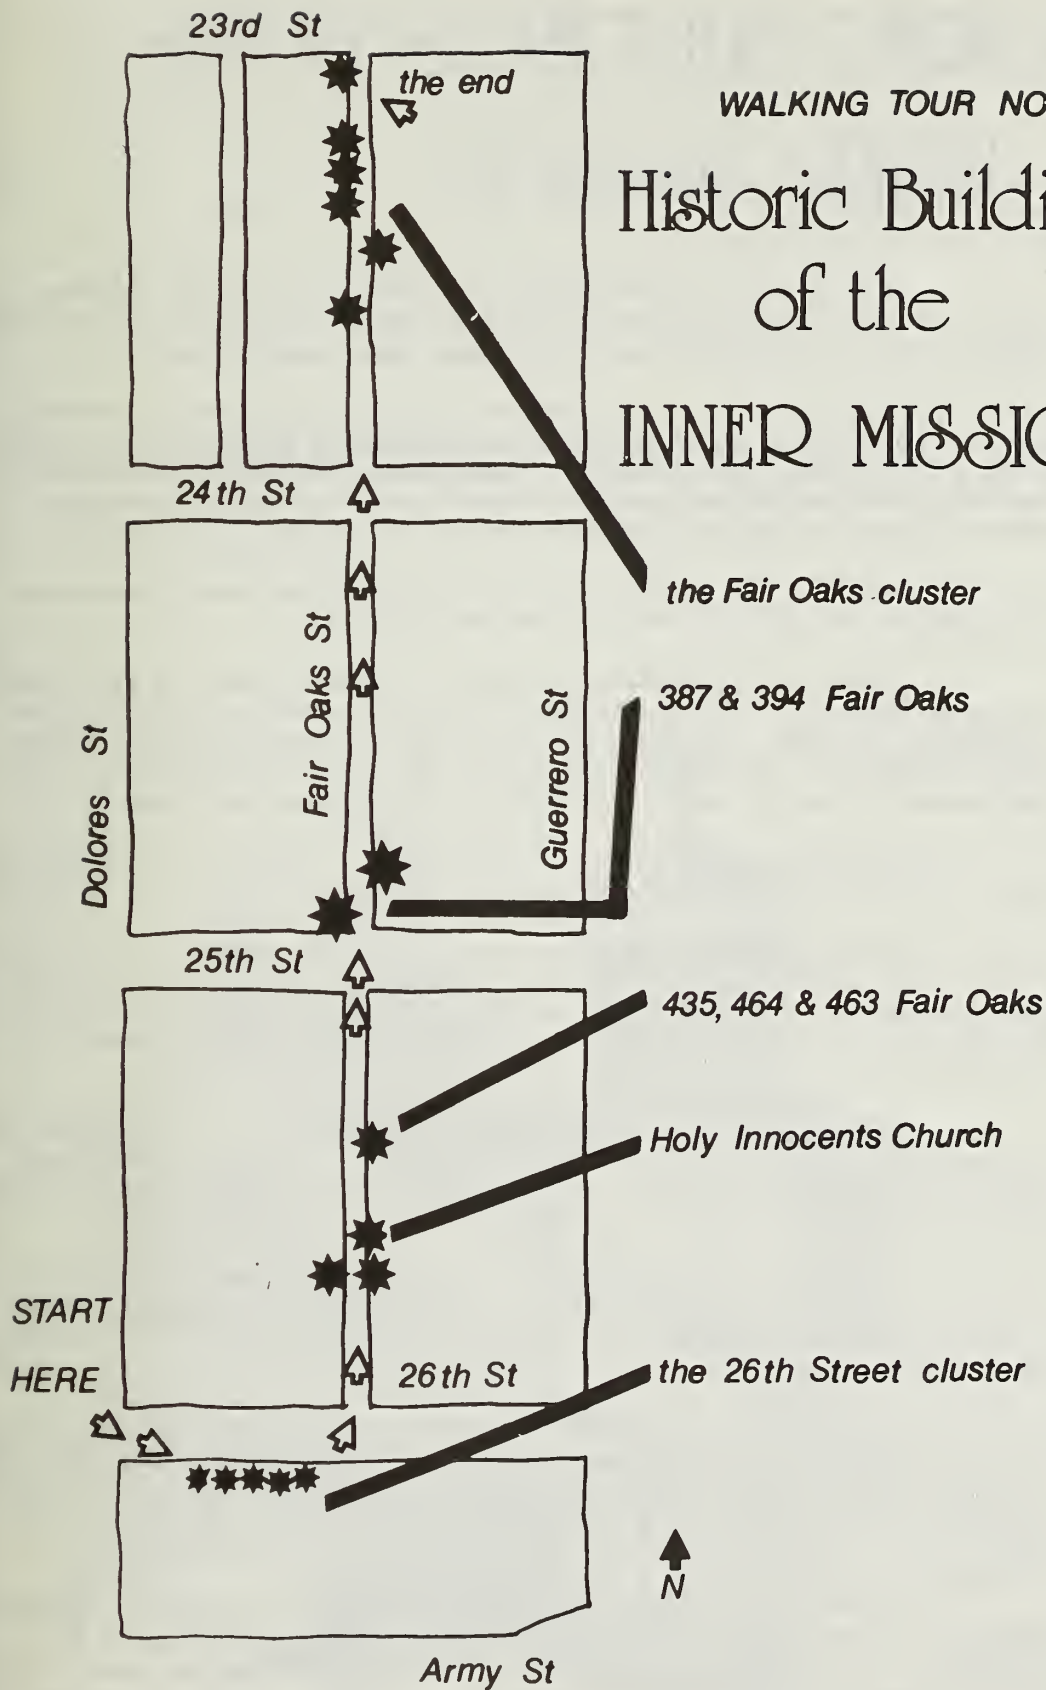 23rd St
the end
WALKING TOUR NO
Historic Buildi
of the
INNER MISSIO
24th St
the Fair Oaks cluster
Fair Oaks St
387 & 394 Fair Oaks
Guerrero St
Dolores St
25th St
435, 464 & 463 Fair Oaks
Holy Innocents Church
START
HERE
26th St
the 26th Street cluster
N
Army St